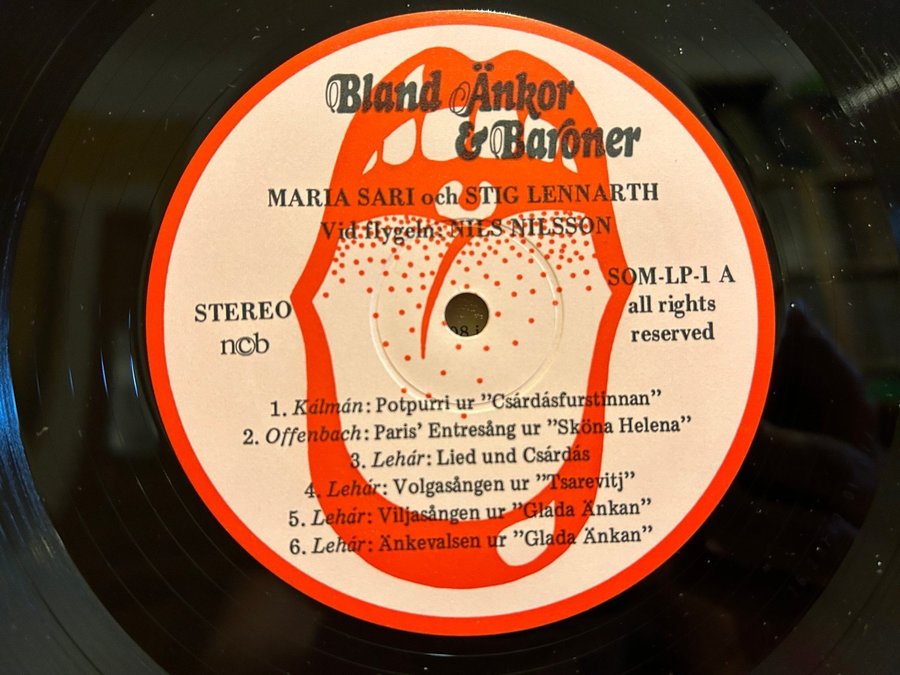 Bland Änkor
& Baroner
MARIA SARI och STIG LENNARTH
Vid flygeln: NILS NILSSON
STEREO
n©b
SOM-LP-1 A
all rights
reserved
1. Kálmán: Potpurri ur ”Csárdásfurstinnan”
2. Offenbach: Paris’ Entresång ur ”Sköna Helena”
3. Lehár: Lied und Csárdás
4. Lehár: Volgasången ur ”Tsarevitj”
5. Lehár: Viljasången ur ”Glada Änkan”
6. Lehár: Änkevalsen ur ”Glada Änkan”